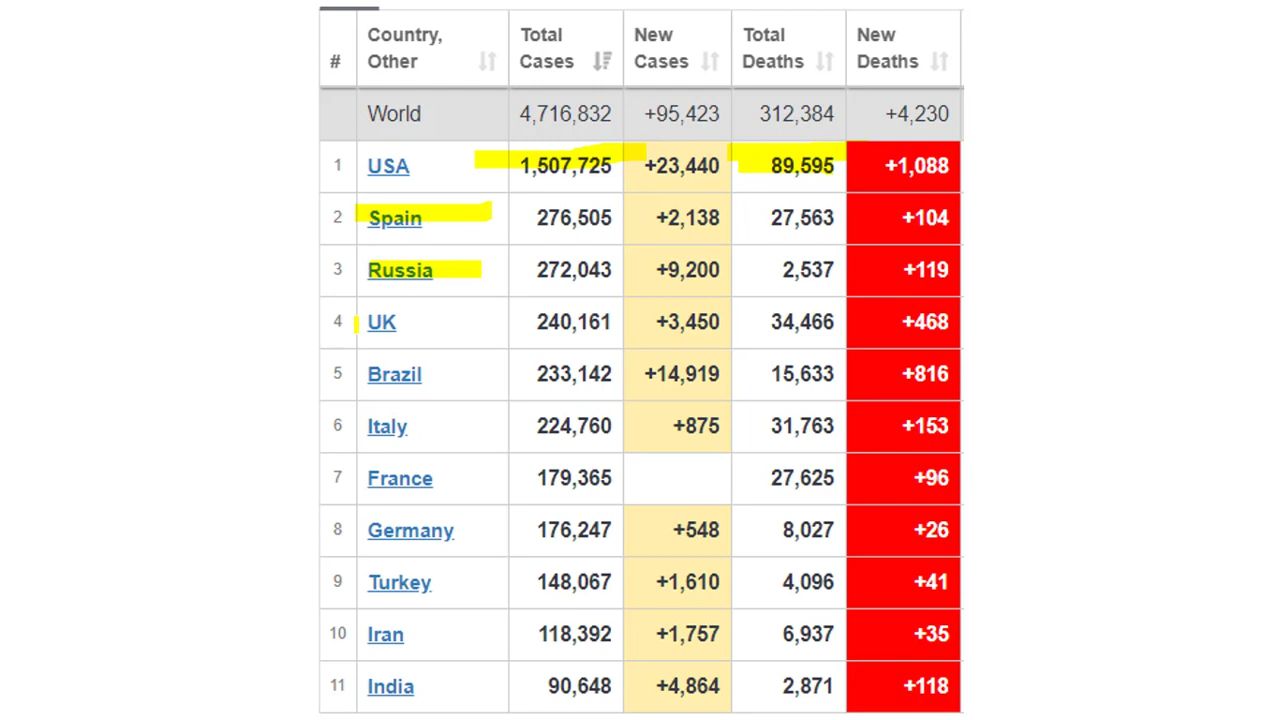 # Country, Other Total Cases New Cases Total Deaths New Deaths
World 4,716,832 +95,423 312,384 +4,230
1 USA 1,507,725 +23,440 89,595 +1,088
2 Spain 276,505 +2,138 27,563 +104
3 Russia 272,043 +9,200 2,537 +119
4 UK 240,161 +3,450 34,466 +468
5 Brazil 233,142 +14,919 15,633 +816
6 Italy 224,760 +875 31,763 +153
7 France 179,365 27,625 +96
8 Germany 176,247 +548 8,027 +26
9 Turkey 148,067 +1,610 4,096 +41
10 Iran 118,392 +1,757 6,937 +35
11 India 90,648 +4,864 2,871 +118